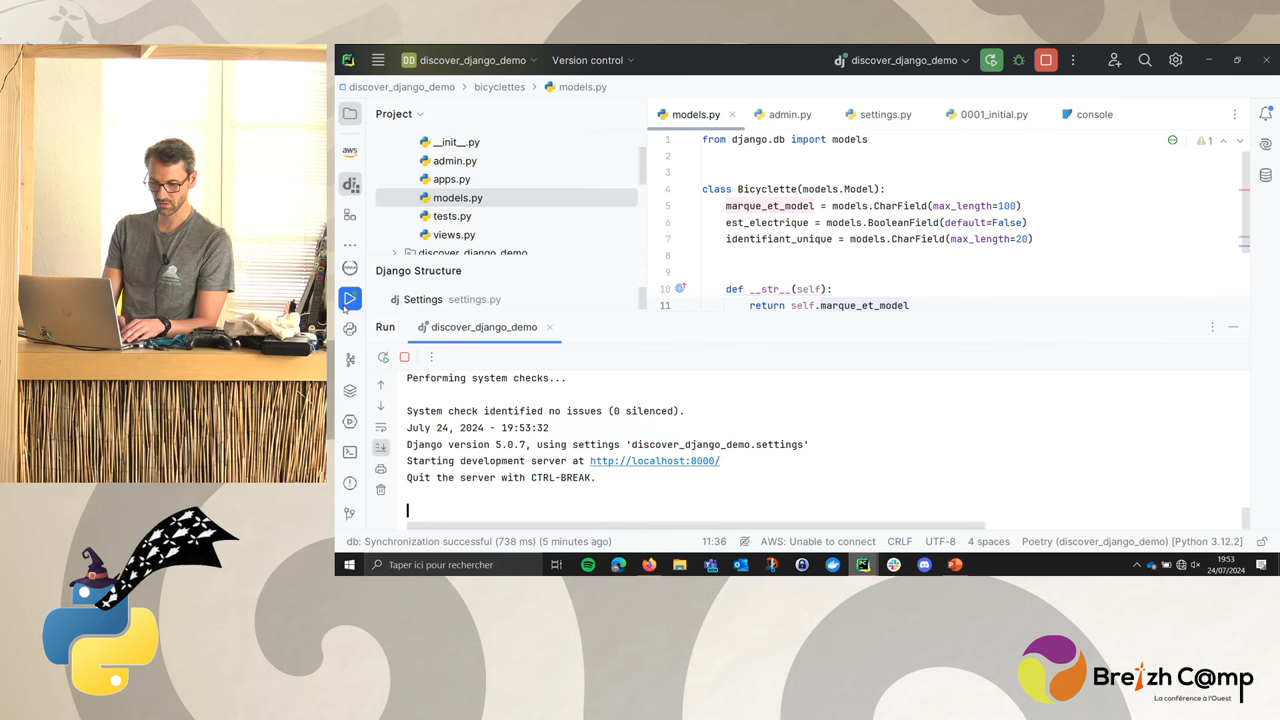 DD discover_django_demo Version control
dj discover_django_demo
discover_django_demo bicyclettes models.py
Project
__init__.py
admin.py
apps.py
models.py
tests.py
views.py
discover_django_demo
aws
dj
Django Structure
Settings settings.py
models.py admin.py settings.py 0001_initial.py console
1 from django.db import models
1
2
3
4 class Bicyclette(models.Model):
5 marque_et_model = models.CharField(max_length=100)
6 est_electrique = models.BooleanField(default=False)
7 identifiant_unique = models.CharField(max_length=20)
8
9
10 def __str__(self):
11 return self.marque_et_model
Run dj discover_django_demo
Performing system checks...
System check identified no issues (0 silenced).
July 24, 2024 - 19:53:32
Django version 5.0.7, using settings 'discover_django_demo.settings'
Starting development server at http://localhost:8000/
Quit the server with CTRL-BREAK.
db: Synchronization successful (738 ms) (5 minutes ago) 11:36 AWS: Unable to connect CRLF UTF-8 4 spaces Poetry (discover_django_demo) [Python 3.12.2]
Taper ici pour rechercher
19:53
24/07/2024
Breizh C@mp
La conférence à l'Ouest